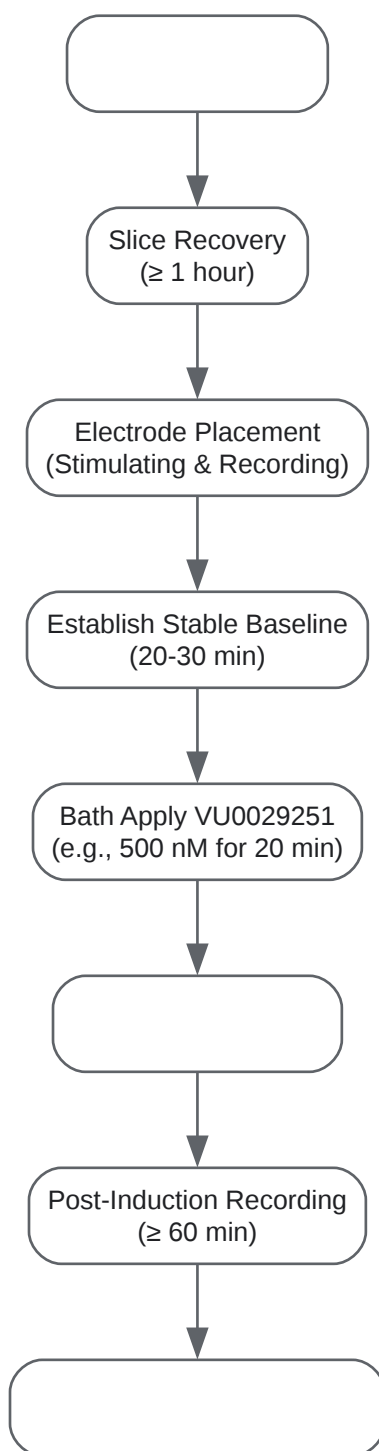 Slice Recovery
(≥ 1 hour)
Electrode Placement
(Stimulating & Recording)
Establish Stable Baseline
(20-30 min)
Bath Apply VU0029251
(e.g., 500 nM for 20 min)
Post-Induction Recording
(≥ 60 min)